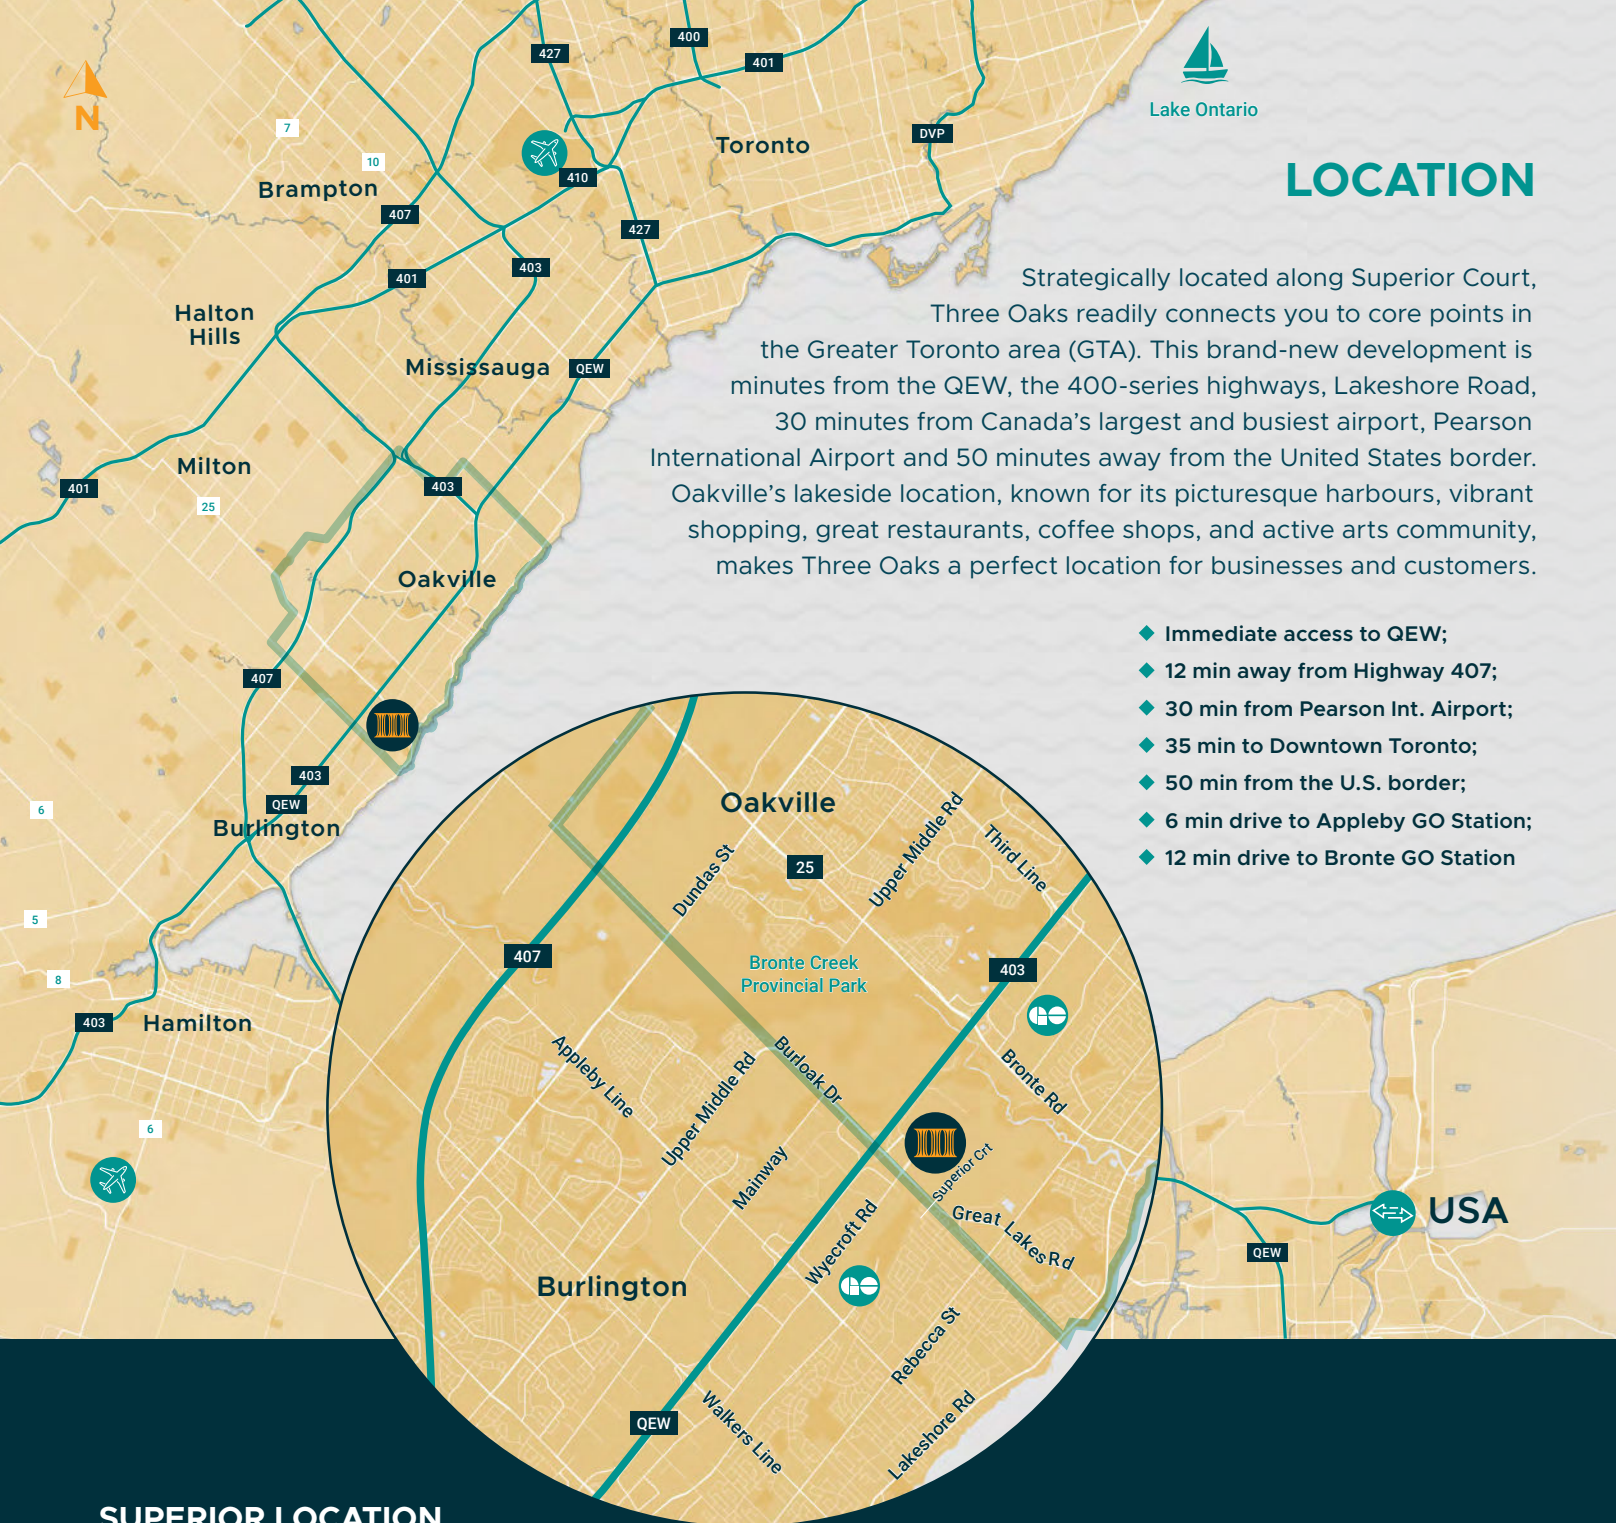 427
400
401
N
7
10
Toronto
DVP
Lake Ontario
Brampton
410
407
427
403
401
Halton
Hills
Mississauga
QEW
Milton
401
25
403
Oakville
407
403
QEW
Burlington
6
5
8
403
Hamilton
6
LOCATION
Strategically located along Superior Court,
Three Oaks readily connects you to core points in
the Greater Toronto area (GTA). This brand-new development is
minutes from the QEW, the 400-series highways, Lakeshore Road,
30 minutes from Canada's largest and busiest airport, Pearson
International Airport and 50 minutes away from the United States border.
Oakville's lakeside location, known for its picturesque harbours, vibrant
shopping, great restaurants, coffee shops, and active arts community,
makes Three Oaks a perfect location for businesses and customers.
◆ Immediate access to QEW;
◆ 12 min away from Highway 407;
◆ 30 min from Pearson Int. Airport;
◆ 35 min to Downtown Toronto;
◆ 50 min from the U.S. border;
◆ 6 min drive to Appleby GO Station;
◆ 12 min drive to Bronte GO Station
Oakville
25
Dundas St
Upper Middle Rd
Third Line
407
Bronte Creek
Provincial Park
403
GO
Appleby Line
Upper Middle Rd
Burloak Dr
Bronte Rd
Mainway
Superior Crt
Wyecroft Rd
Great Lakes Rd
Burlington
GO
Rebecca St
QEW
Walkers Line
Lakeshore Rd
USA
QEW
SUPERIOR LOCATION